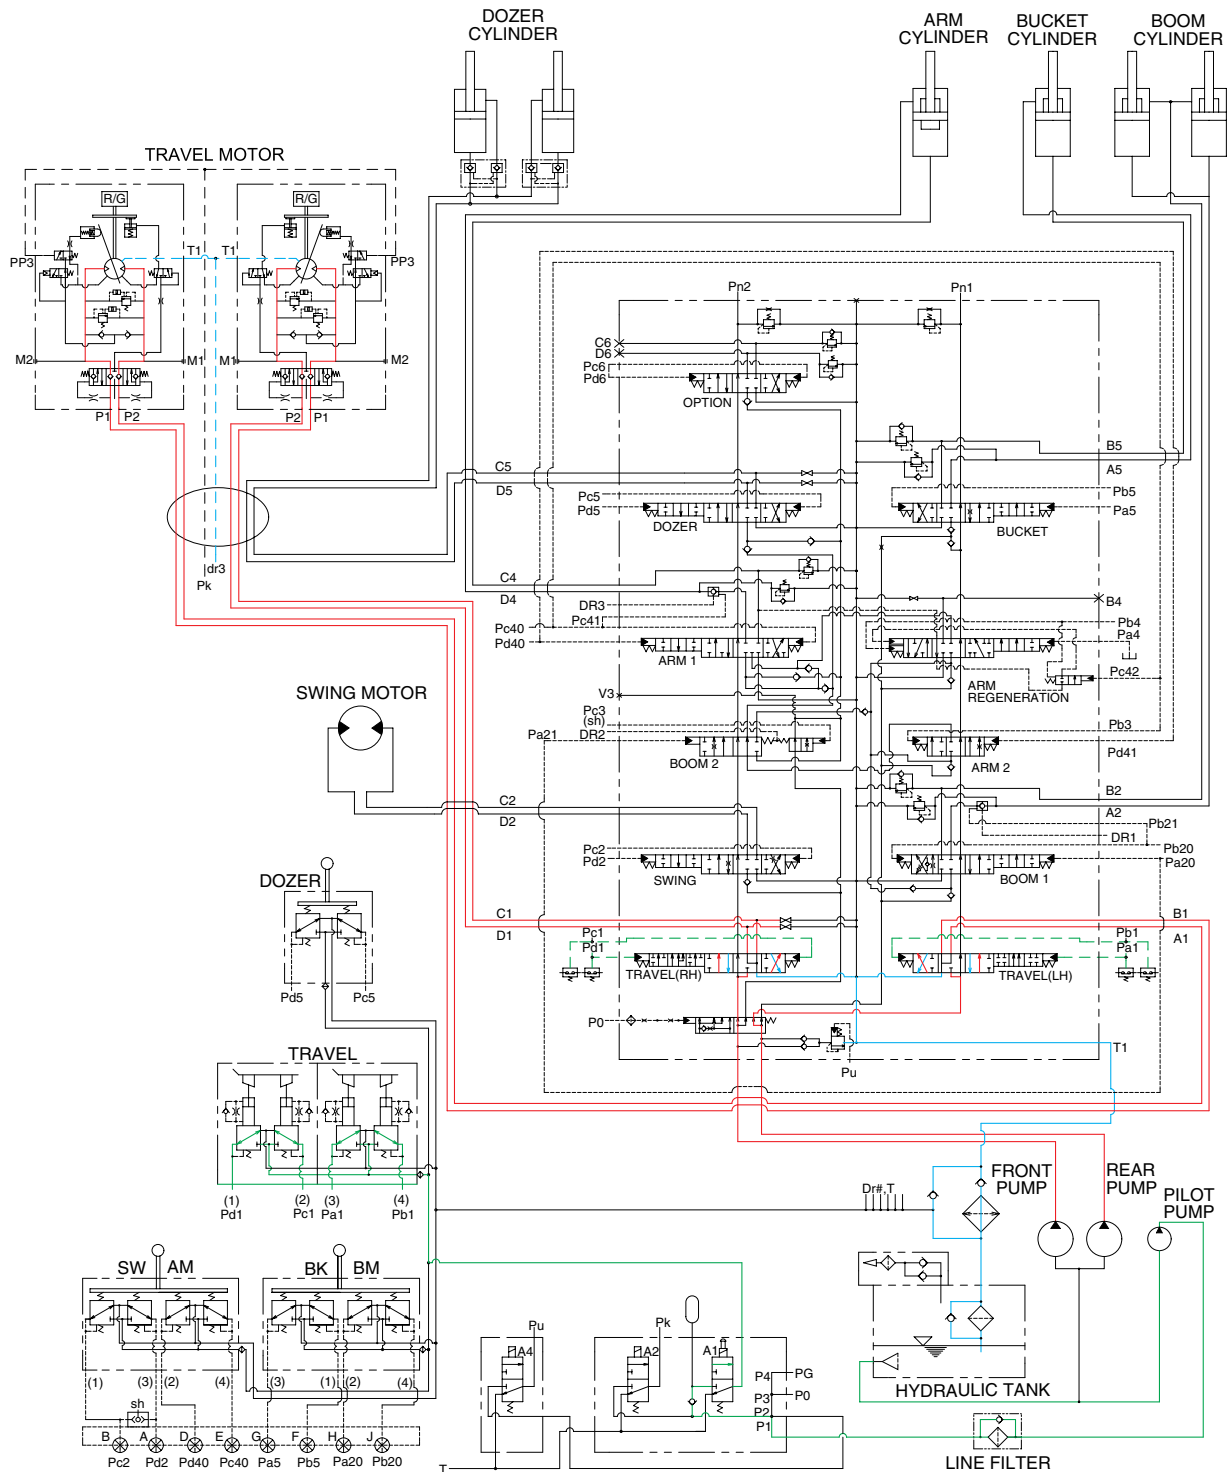 DOZER
CYLINDER
ARM
CYLINDER
BUCKET
CYLINDER
BOOM
CYLINDER
TRAVEL MOTOR
R/G
R/G
T1
T1
PP3
PP3
M2
M1
M1
M2
P1
P2
P2
P1
dr3
Pk
Pn2
Pn1
C6
D6
Pc6
Pd6
OPTION
B5
A5
C5
D5
Pc5
Pd5
DOZER
Pb5
Pa5
BUCKET
C4
D4
DR3
Pc41
Pc40
Pd40
ARM 1
B4
Pb4
Pa4
Pc42
ARM
REGENERATION
SWING MOTOR
V3
Pc3
(sh)
DR2
Pa21
BOOM 2
Pb3
Pd41
ARM 2
C2
D2
B2
A2
Pb21
DR1
Pc2
Pd2
SWING
Pb20
Pa20
BOOM 1
DOZER
Pd5
Pc5
C1
D1
B1
A1
Pc1
Pd1
TRAVEL(RH)
Pb1
Pa1
TRAVEL(LH)
P0
Pu
T1
TRAVEL
(1)
Pd1
(2)
Pc1
(3)
Pa1
(4)
Pb1
Dr#,T
FRONT
PUMP
REAR
PUMP
PILOT
PUMP
SW
AM
BK
BM
(1)
(3)
(2)
(4)
(3)
(1)
(2)
(4)
sh
B
A
D
E
G
F
H
J
Pc2
Pd2
Pd40
Pc40
Pa5
Pb5
Pa20
Pb20
Pu
A4
Pk
A2
A1
P4
PG
P3
P0
P2
P1
T
HYDRAULIC TANK
LINE FILTER